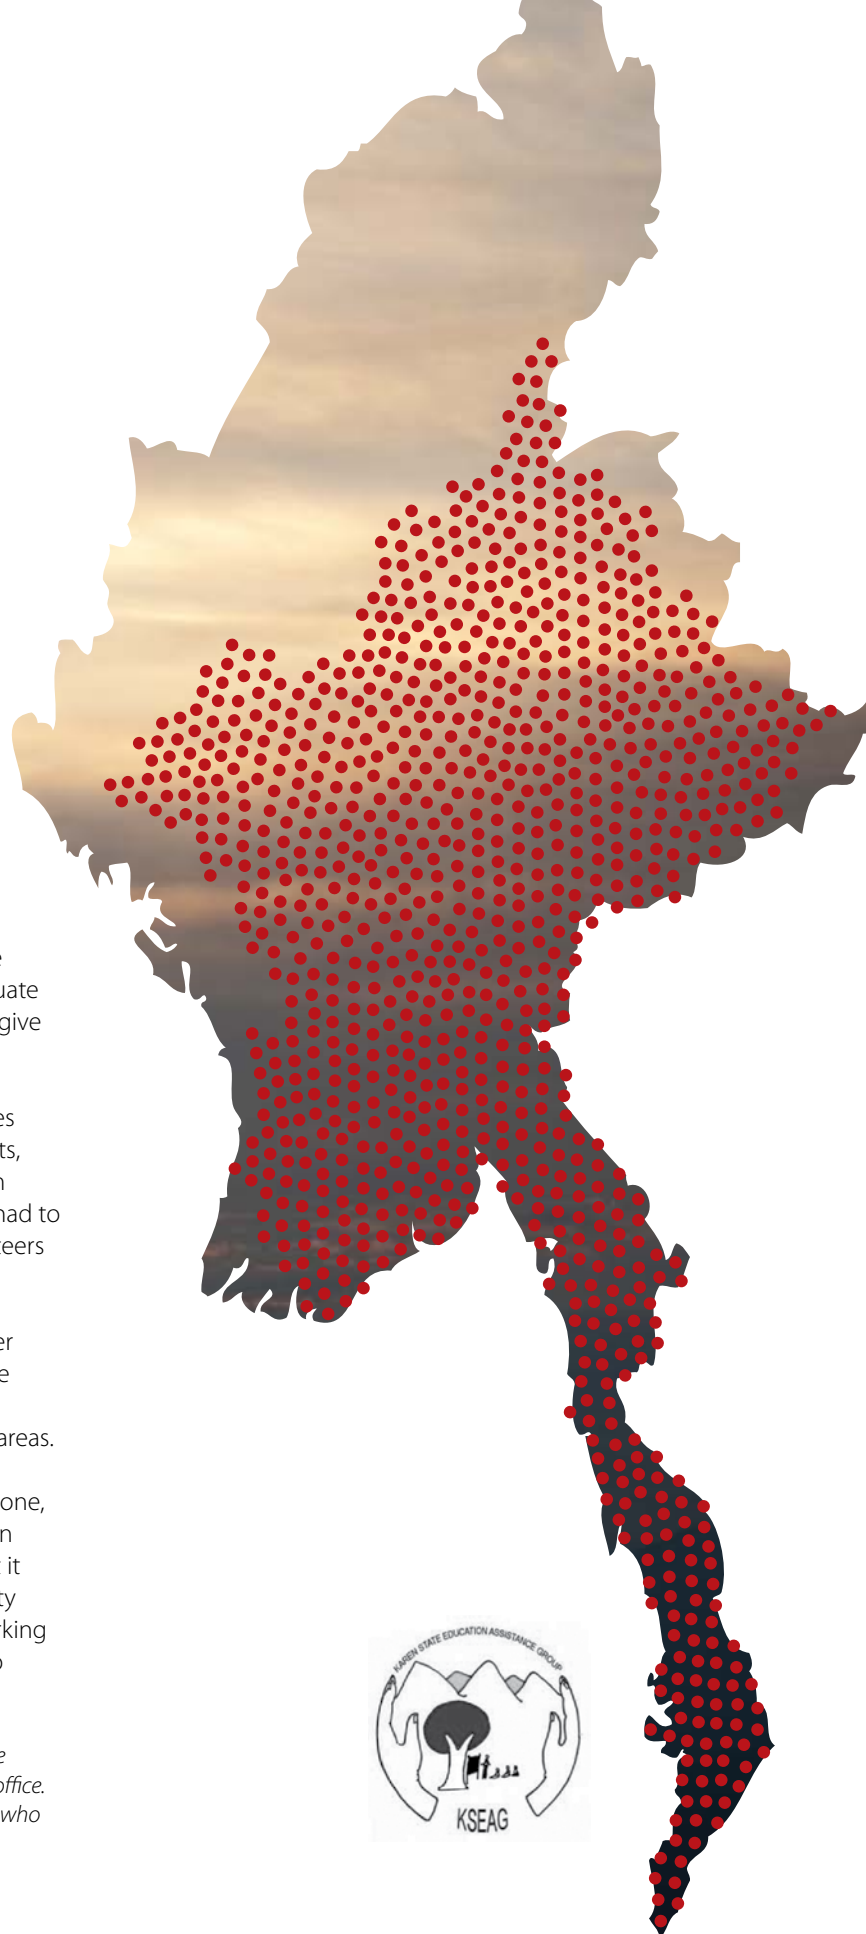 e
uate
give
es
ts,
n
had to
eers
er
e
areas.
one,
n
it
ty
rking
o
e
office.
who
KAREN STATE EDUCATION ASSISTANCE GROUP
KSEAG